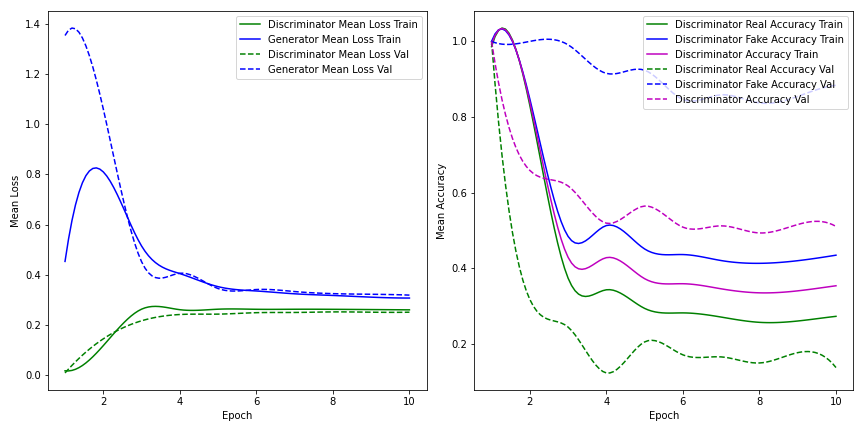 1.4
1.2
1.0
0.8
0.6
0.4
0.2
0.0
Mean Loss
2
4
6
8
10
Epoch
Discriminator Mean Loss Train
Generator Mean Loss Train
Discriminator Mean Loss Val
Generator Mean Loss Val
1.0
0.8
0.6
0.4
0.2
Mean Accuracy
2
4
6
8
10
Epoch
Discriminator Real Accuracy Train
Discriminator Fake Accuracy Train
Discriminator Accuracy Train
Discriminator Real Accuracy Val
Discriminator Fake Accuracy Val
Discriminator Accuracy Val